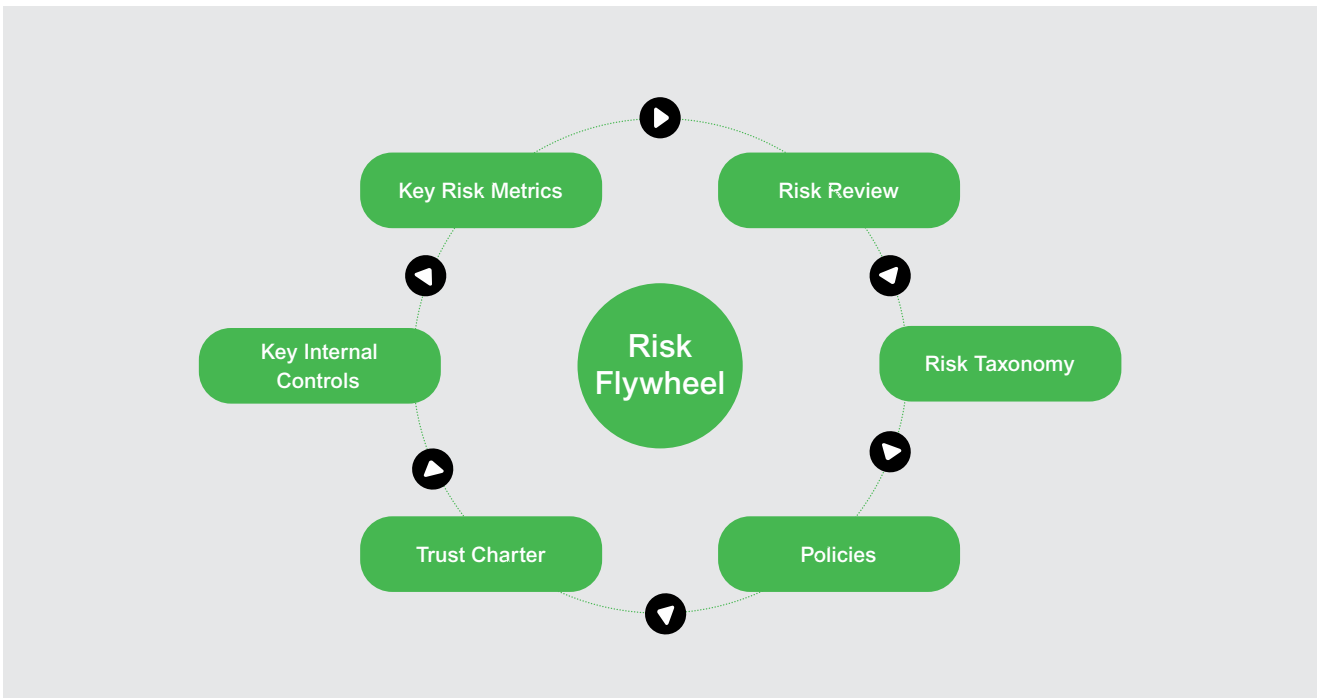 Key Risk Metrics
Risk Review
Key Internal
Controls
Risk
Flywheel
Risk Taxonomy
Trust Charter
Policies